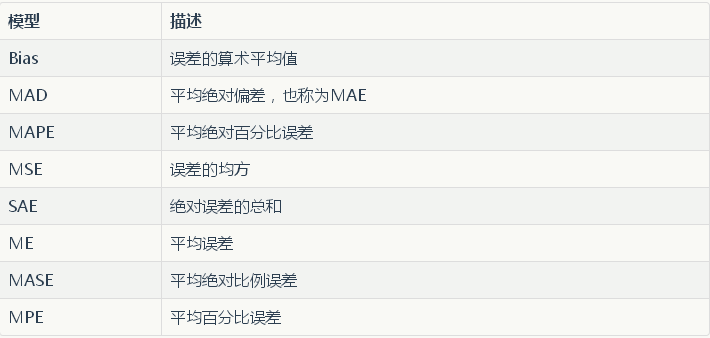 模型 描述
Bias 误差的算术平均值
MAD 平均绝对偏差，也称为MAE
MAPE 平均绝对百分比误差
MSE 误差的均方
SAE 绝对误差的总和
ME 平均误差
MASE 平均绝对比例误差
MPE 平均百分比误差